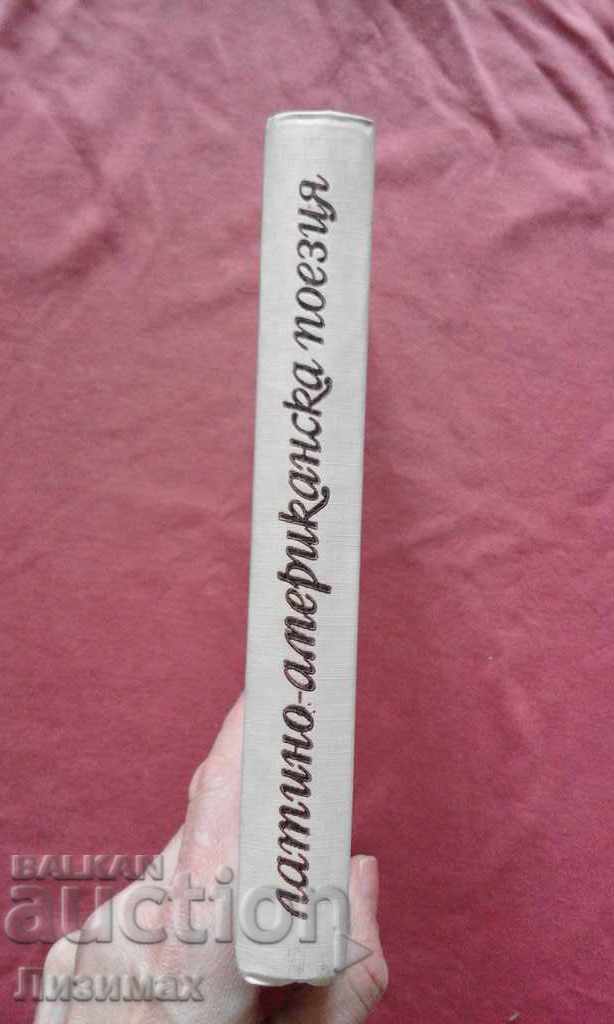 латино-американска поезия
BALKAN
auction
Лизимах